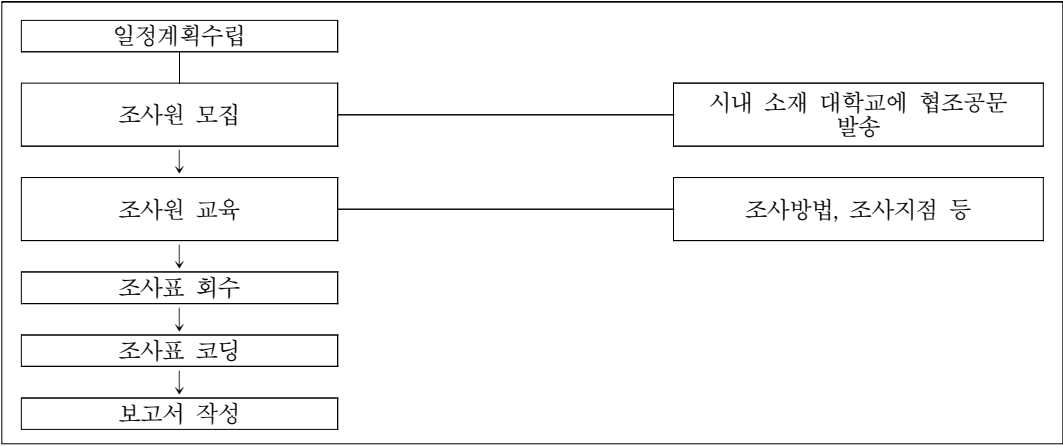 일정계획수립
조사원 모집
시내 소재 대학교에 협조공문
발송
조사원 교육
조사방법, 조사지점 등
조사표 회수
조사표 코딩
보고서 작성